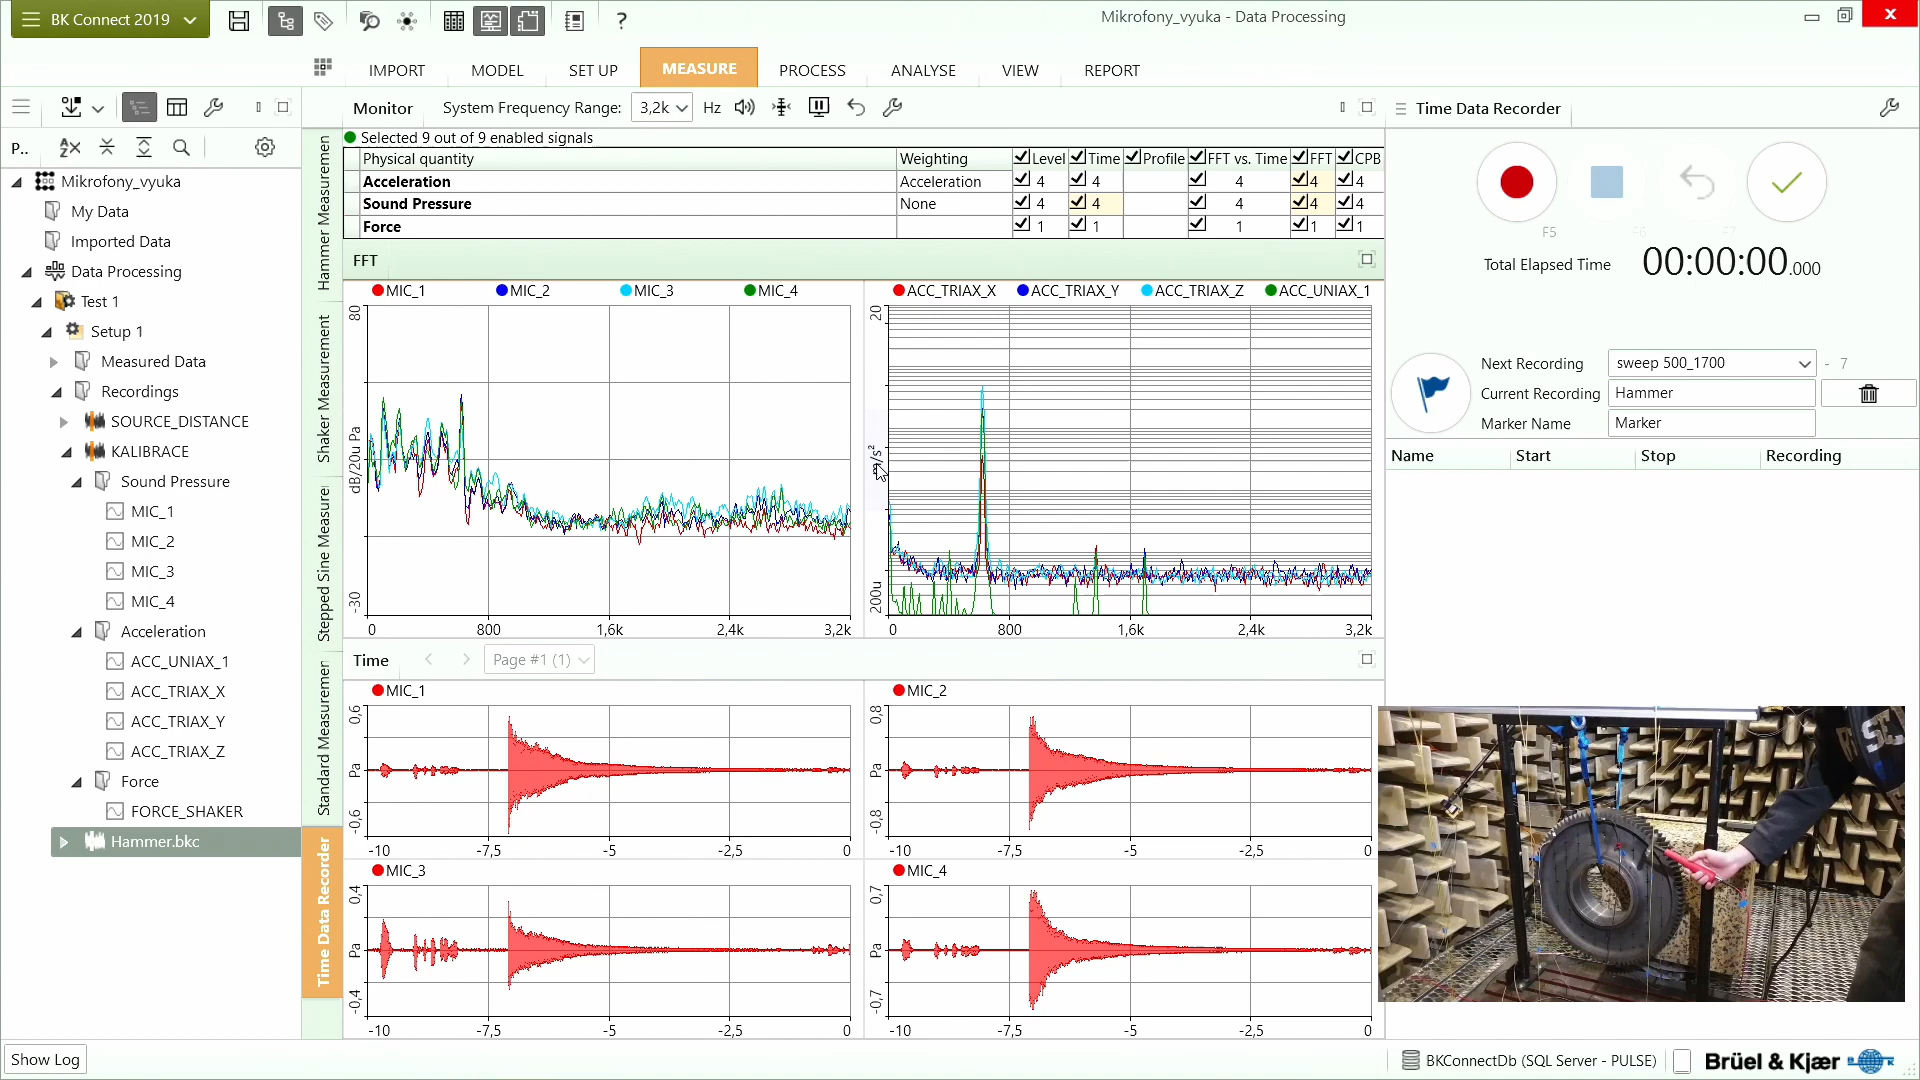 BK Connect 2019
?
Mikrofony_vyuka - Data Processing
IMPORT MODEL SET UP MEASURE PROCESS ANALYSE VIEW REPORT
Monitor System Frequency Range: 3,2k Hz
Time Data Recorder
P..
Selected 9 out of 9 enabled signals
Physical quantity Weighting Level Time Profile FFT vs. Time FFT CPB
Acceleration Acceleration 4 4 4 4 4
Sound Pressure None 4 4 4 4 4
Force 1 1 1 1 1
Mikrofony_vyuka
My Data
Imported Data
Data Processing
Test 1
Setup 1
Measured Data
Recordings
SOURCE_DISTANCE
KALIBRACE
Sound Pressure
MIC_1
MIC_2
MIC_3
MIC_4
Acceleration
ACC_UNIAX_1
ACC_TRIAX_X
ACC_TRIAX_Y
ACC_TRIAX_Z
Force
FORCE_SHAKER
Hammer.bkc
Hammer Measuremen
Shaker Measurement
Stepped Sine Measure
Standard Measuremen
Time Data Recorder
FFT
MIC_1 MIC_2 MIC_3 MIC_4
80
dB/20u Pa
-30
0 800 1,6k 2,4k 3,2k
ACC_TRIAX_X ACC_TRIAX_Y ACC_TRIAX_Z ACC_UNIAX_1
20
m/s²
200u
0 800 1,6k 2,4k 3,2k
Time Page #1 (1)
MIC_1
0,6
Pa
-0,6
-10 -7,5 -5 -2,5 0
MIC_2
0,8
Pa
-0,8
-10 -7,5 -5 -2,5 0
MIC_3
0,4
Pa
-0,4
-10 -7,5 -5 -2,5 0
MIC_4
0,7
Pa
-0,7
-10 -7,5 -5 -2,5 0
F5 F6 F7
Total Elapsed Time 00:00:00.000
Next Recording sweep 500_1700 - 7
Current Recording Hammer
Marker Name Marker
Name Start Stop Recording
Show Log
BKConnectDb (SQL Server - PULSE)
Brüel & Kjær